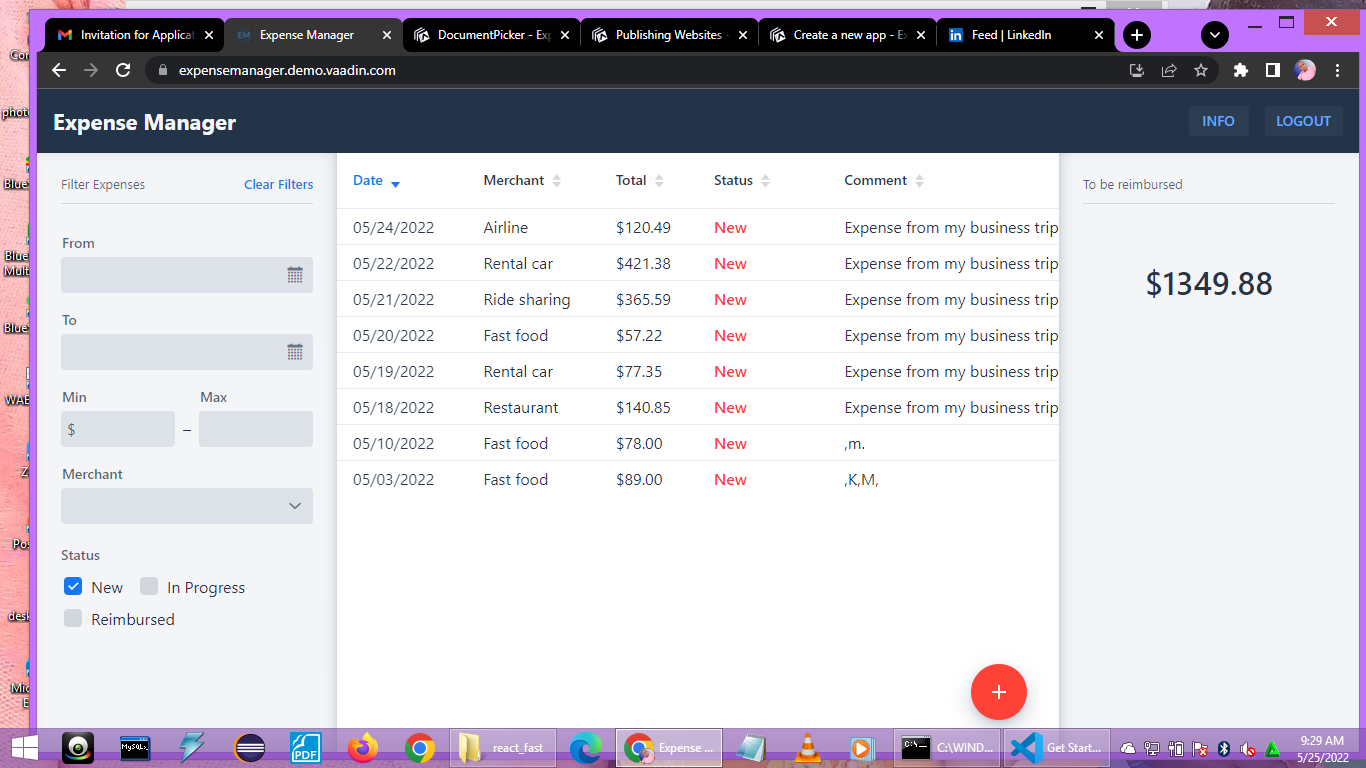 Invitation for Applicat
Expense Manager
DocumentPicker - Exp
Publishing Websites -
Create a new app - Ex
Feed | LinkedIn
expensemanager.demo.vaadin.com
Expense Manager
INFO
LOGOUT
Filter Expenses
Clear Filters
From
To
Min
Max
$
–
Merchant
Status
New
In Progress
Reimbursed
Date Merchant Total Status Comment
05/24/2022 Airline $120.49 New Expense from my business trip
05/22/2022 Rental car $421.38 New Expense from my business trip
05/21/2022 Ride sharing $365.59 New Expense from my business trip
05/20/2022 Fast food $57.22 New Expense from my business trip
05/19/2022 Rental car $77.35 New Expense from my business trip
05/18/2022 Restaurant $140.85 New Expense from my business trip
05/10/2022 Fast food $78.00 New ,m.
05/03/2022 Fast food $89.00 New ,K,M,
+
To be reimbursed
$1349.88
MySQL
PDF
react_fast
Expense ...
C:\WIND...
Get Start...
9:29 AM
5/25/2022